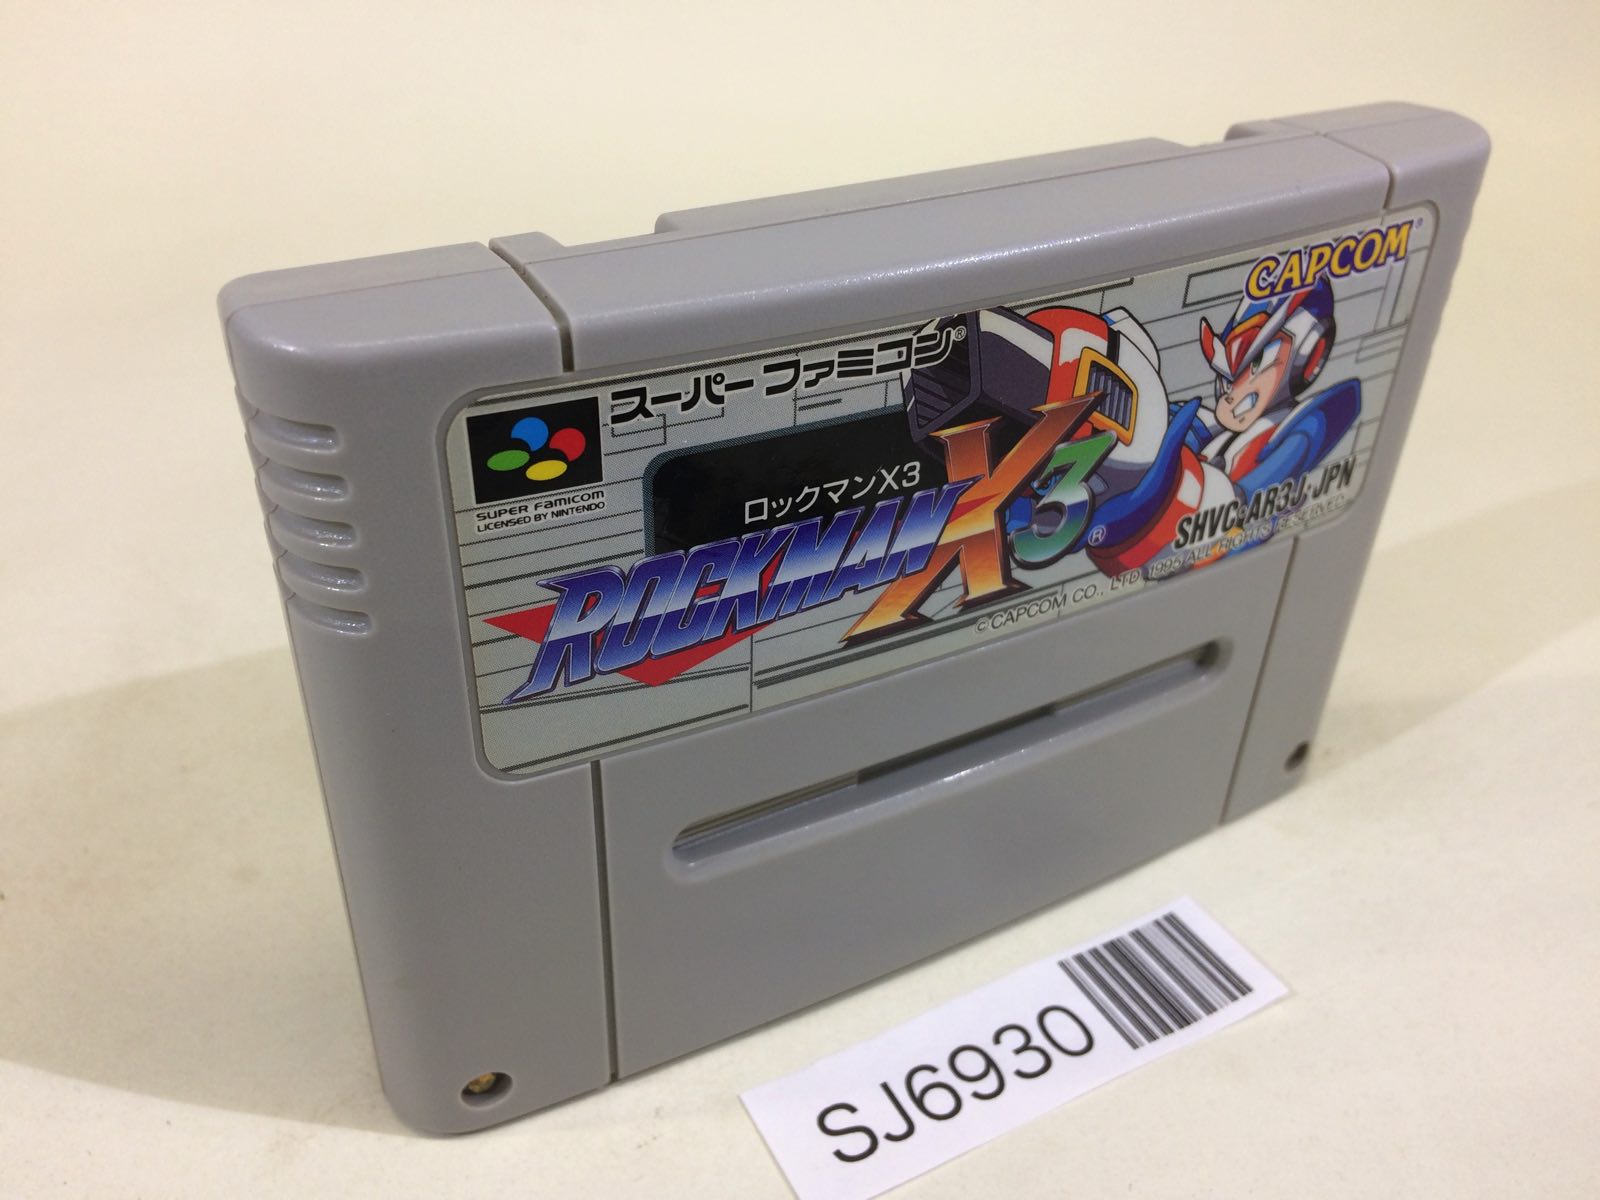 CAPCOM®
スーパーファミコン®
SUPER FAMICOM
LICENSED BY NINTENDO
ロックマンX3
ROCKMAN X3®
SHVC-AR3J-JPN
©CAPCOM CO., LTD. 1995 ALL RIGHTS RESERVED.
SJ6930